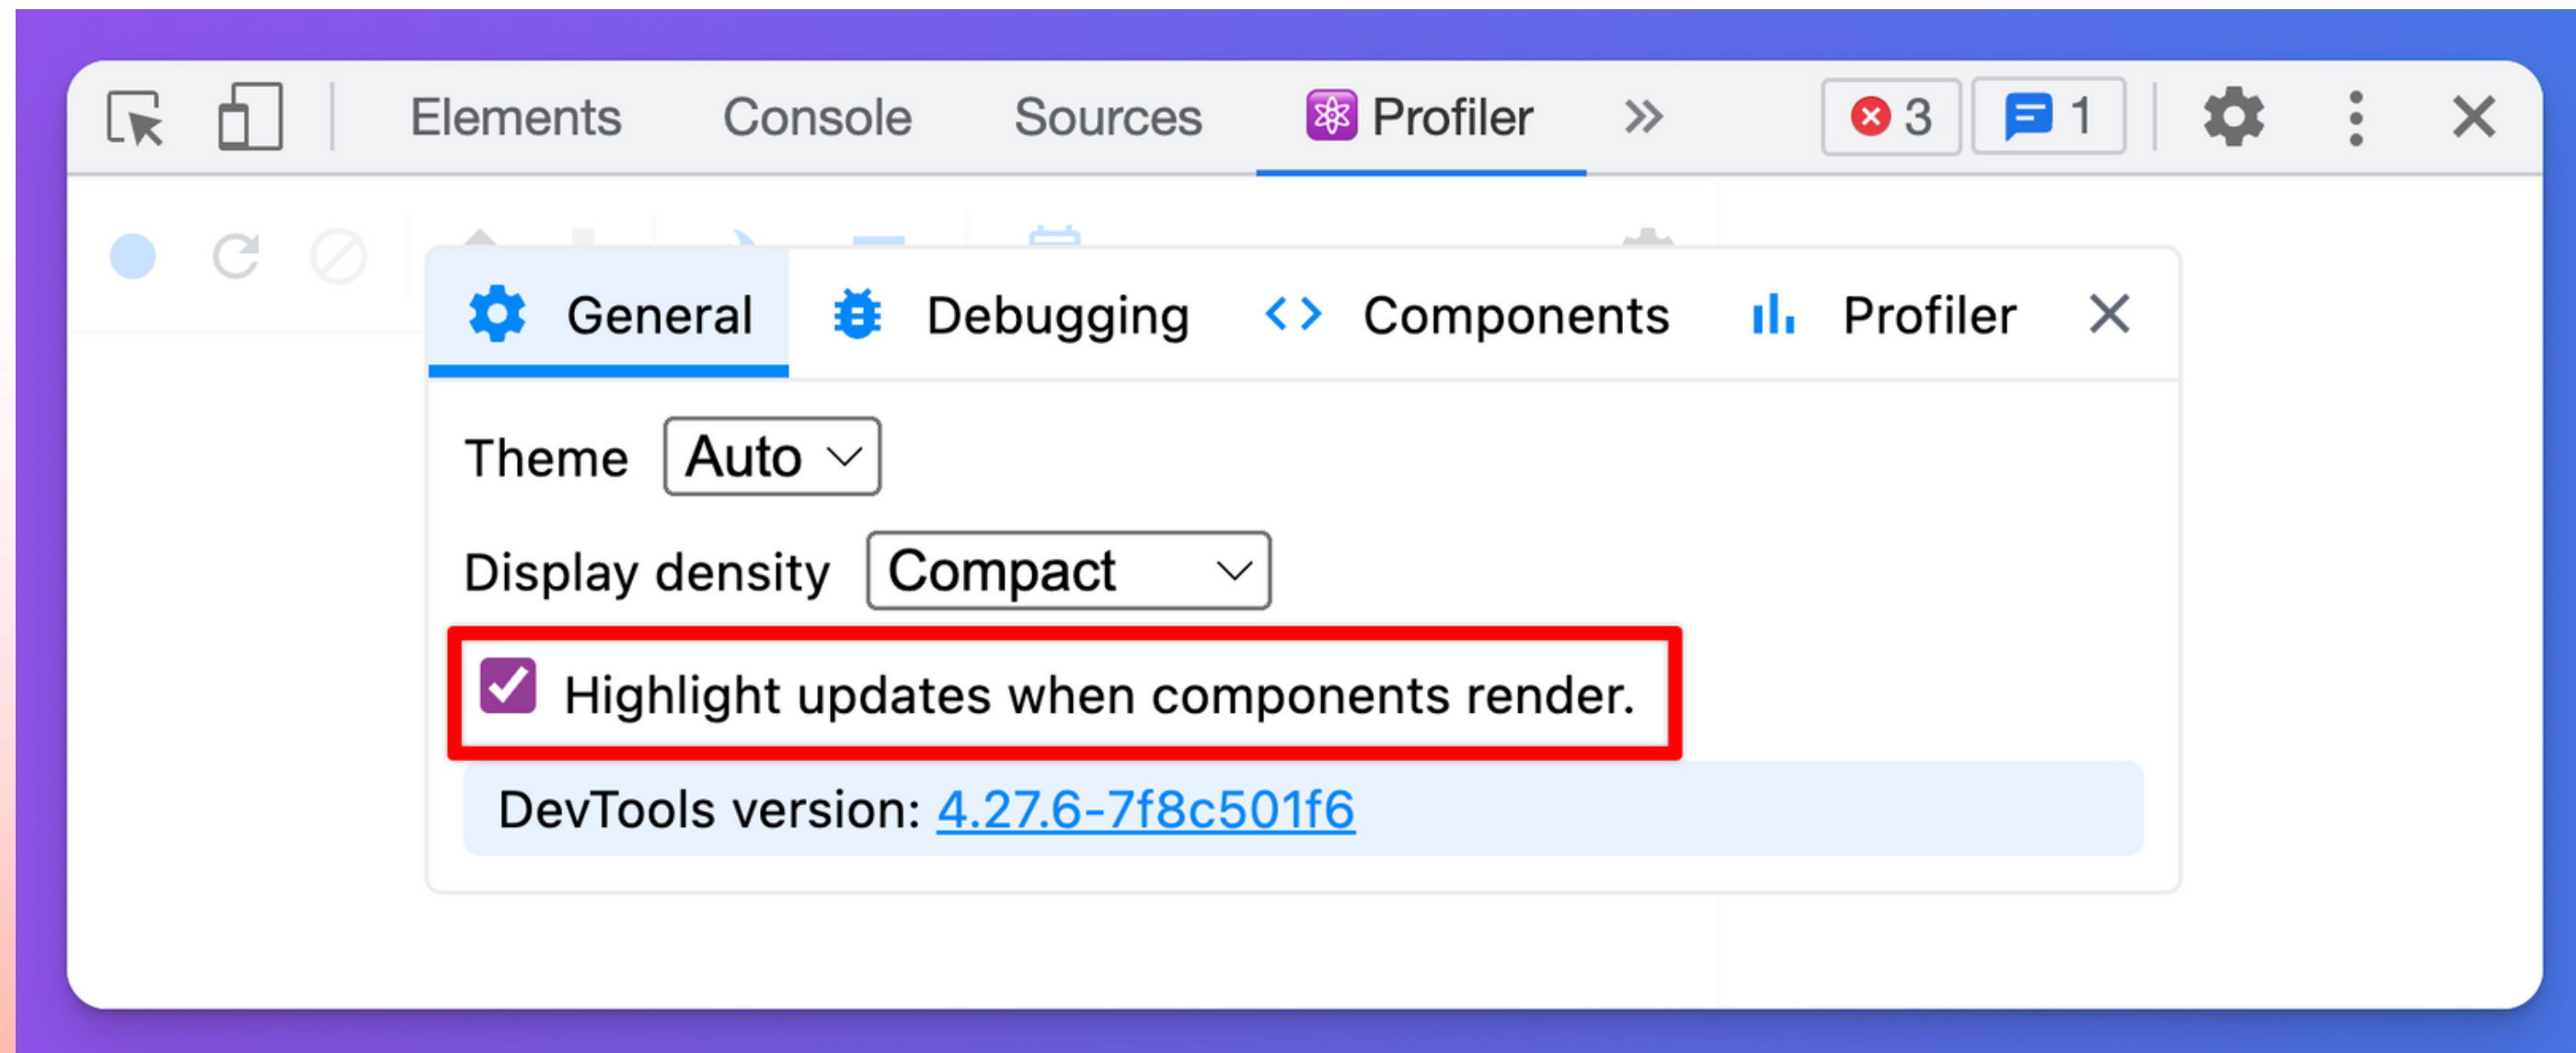 Elements Console Sources Profiler 3 1
General Debugging Components Profiler
Theme Auto
Display density Compact
Highlight updates when components render.
DevTools version: 4.27.6-7f8c501f6